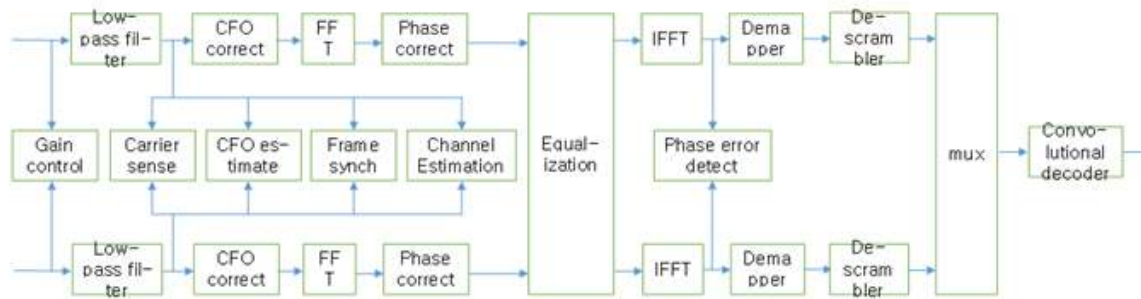 Low-
pass fil-
ter
CFO
correct
FF
T
Phase
correct
IFFT
Dema
pper
De-
scram
bler
Gain
control
Carrier
sense
CFO es-
timate
Frame
synch
Channel
Estimation
Equal-
ization
Phase error
detect
mux
Convo-
lutional
decoder
Low-
pass fil-
ter
CFO
correct
FF
T
Phase
correct
IFFT
Dema
pper
De-
scram
bler